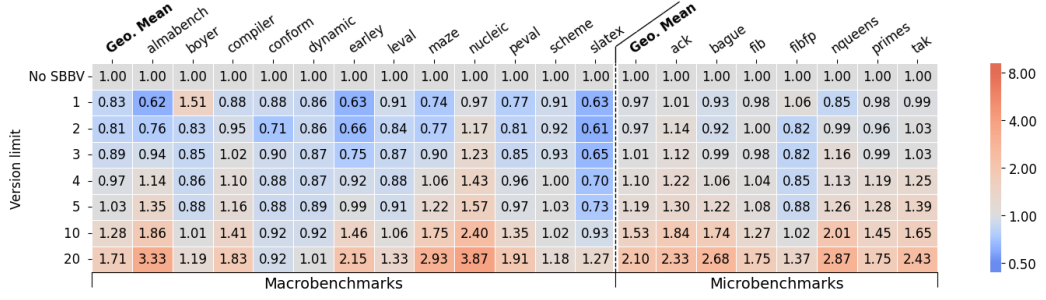 Geo. Mean almabench boyer compiler conform dynamic earley leval maze nucleic peval scheme slatex Geo. Mean ack bague fib fibfp nqueens primes tak
No SBBV 1.00 1.00 1.00 1.00 1.00 1.00 1.00 1.00 1.00 1.00 1.00 1.00 1.00 1.00 1.00 1.00 1.00 1.00 1.00 1.00 1.00
1 0.83 0.62 1.51 0.88 0.88 0.86 0.63 0.91 0.74 0.97 0.77 0.91 0.63 0.97 1.01 0.93 0.98 1.06 0.85 0.98 0.99
2 0.81 0.76 0.83 0.95 0.71 0.86 0.66 0.84 0.77 1.17 0.81 0.92 0.61 0.97 1.14 0.92 1.00 0.82 0.99 0.96 1.03
3 0.89 0.94 0.85 1.02 0.90 0.87 0.75 0.87 0.90 1.23 0.85 0.93 0.65 1.01 1.12 0.99 0.98 0.82 1.16 0.99 1.03
4 0.97 1.14 0.86 1.10 0.88 0.87 0.92 0.88 1.06 1.43 0.96 1.00 0.70 1.10 1.22 1.06 1.04 0.85 1.13 1.19 1.25
5 1.03 1.35 0.88 1.16 0.88 0.89 0.99 0.91 1.22 1.57 0.97 1.03 0.73 1.19 1.30 1.22 1.08 0.88 1.26 1.28 1.39
10 1.28 1.86 1.01 1.41 0.92 0.92 1.46 1.06 1.75 2.40 1.35 1.02 0.93 1.53 1.84 1.74 1.27 1.02 2.01 1.45 1.65
20 1.71 3.33 1.19 1.83 0.92 1.01 2.15 1.33 2.93 3.87 1.91 1.18 1.27 2.10 2.33 2.68 1.75 1.37 2.87 1.75 2.43
Version limit
Macrobenchmarks Microbenchmarks
8.00
4.00
2.00
1.00
0.50